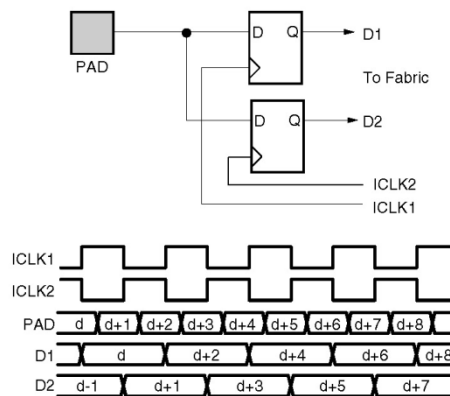 D Q D1
PAD
To Fabric
D Q D2
ICLK2
ICLK1
ICLK1
ICLK2
PAD d d+1 d+2 d+3 d+4 d+5 d+6 d+7 d+8
D1 d d+2 d+4 d+6 d+8
D2 d-1 d+1 d+3 d+5 d+7